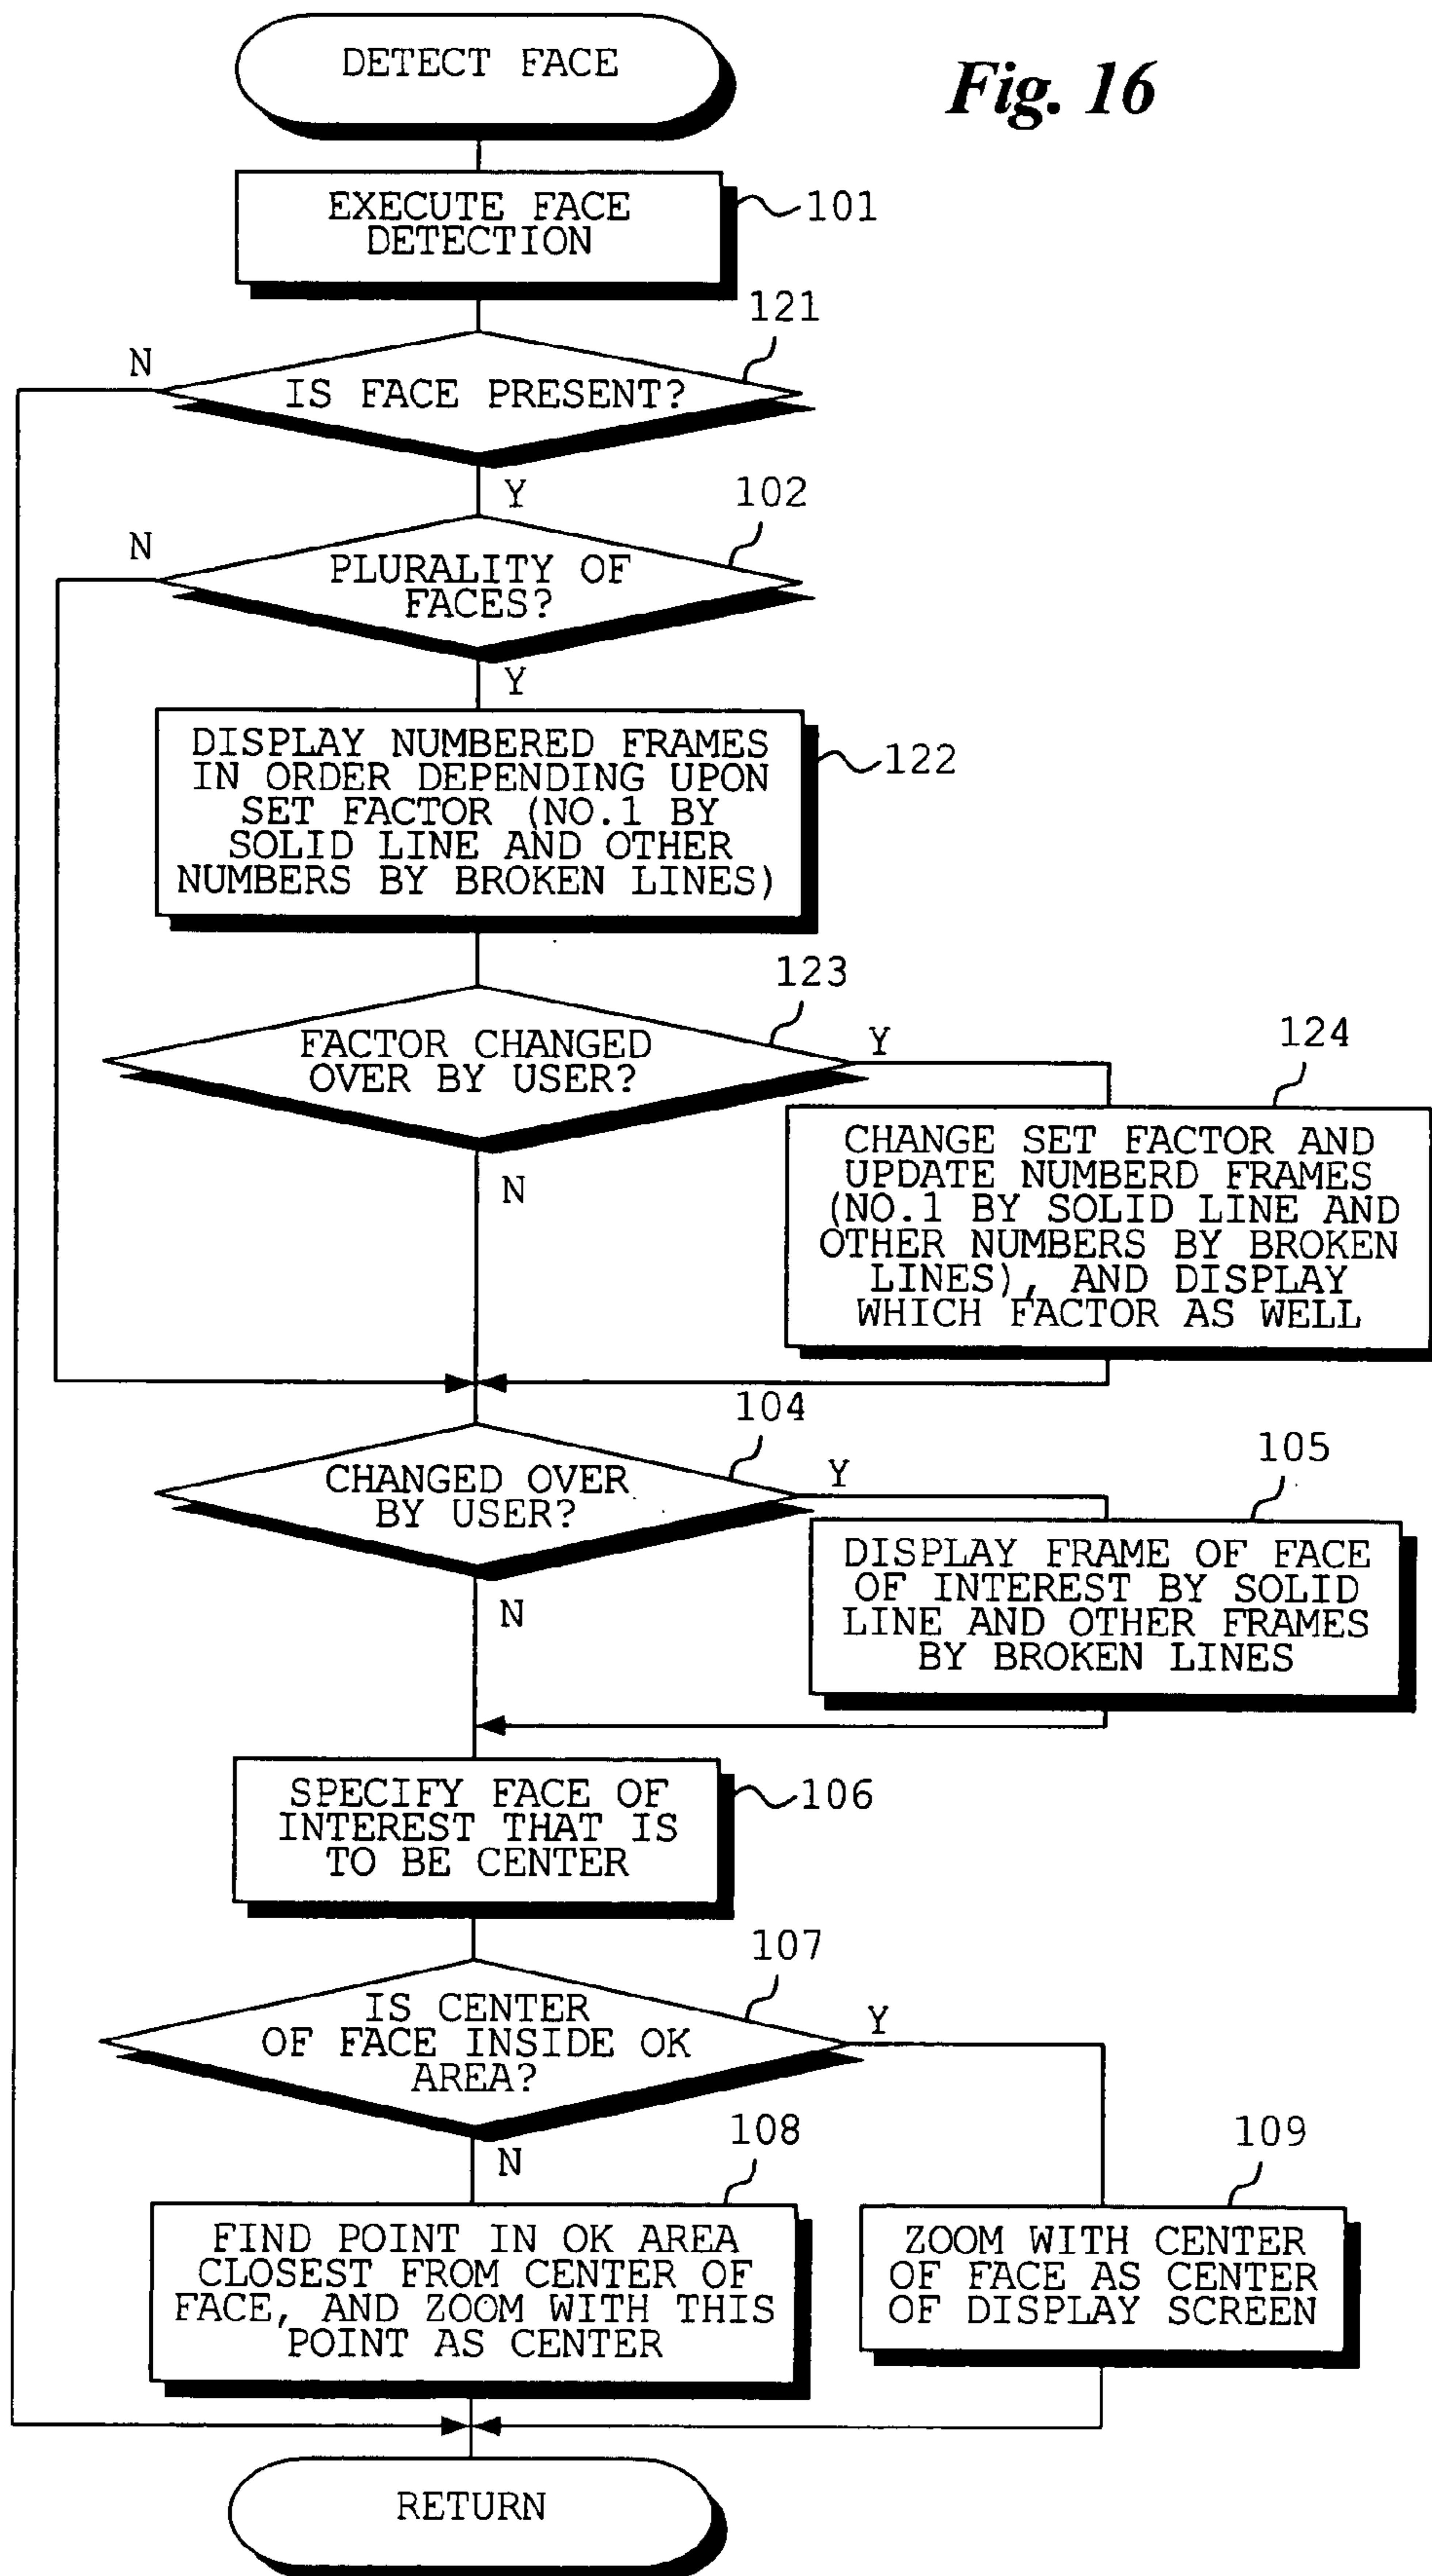 Fig. 16
DETECT FACE
EXECUTE FACE
DETECTION
101
121
N
IS FACE PRESENT?
Y
102
N
PLURALITY OF
FACES?
Y
DISPLAY NUMBERED FRAMES
IN ORDER DEPENDING UPON
SET FACTOR (NO.1 BY
SOLID LINE AND OTHER
NUMBERS BY BROKEN LINES)
122
123
FACTOR CHANGED
OVER BY USER?
Y
N
124
CHANGE SET FACTOR AND
UPDATE NUMBERD FRAMES
(NO.1 BY SOLID LINE AND
OTHER NUMBERS BY BROKEN
LINES), AND DISPLAY
WHICH FACTOR AS WELL
104
CHANGED OVER
BY USER?
Y
N
105
DISPLAY FRAME OF FACE
OF INTEREST BY SOLID
LINE AND OTHER FRAMES
BY BROKEN LINES
SPECIFY FACE OF
INTEREST THAT IS
TO BE CENTER
106
107
IS CENTER
OF FACE INSIDE OK
AREA?
Y
N
108
FIND POINT IN OK AREA
CLOSEST FROM CENTER OF
FACE, AND ZOOM WITH THIS
POINT AS CENTER
109
ZOOM WITH CENTER
OF FACE AS CENTER
OF DISPLAY SCREEN
RETURN